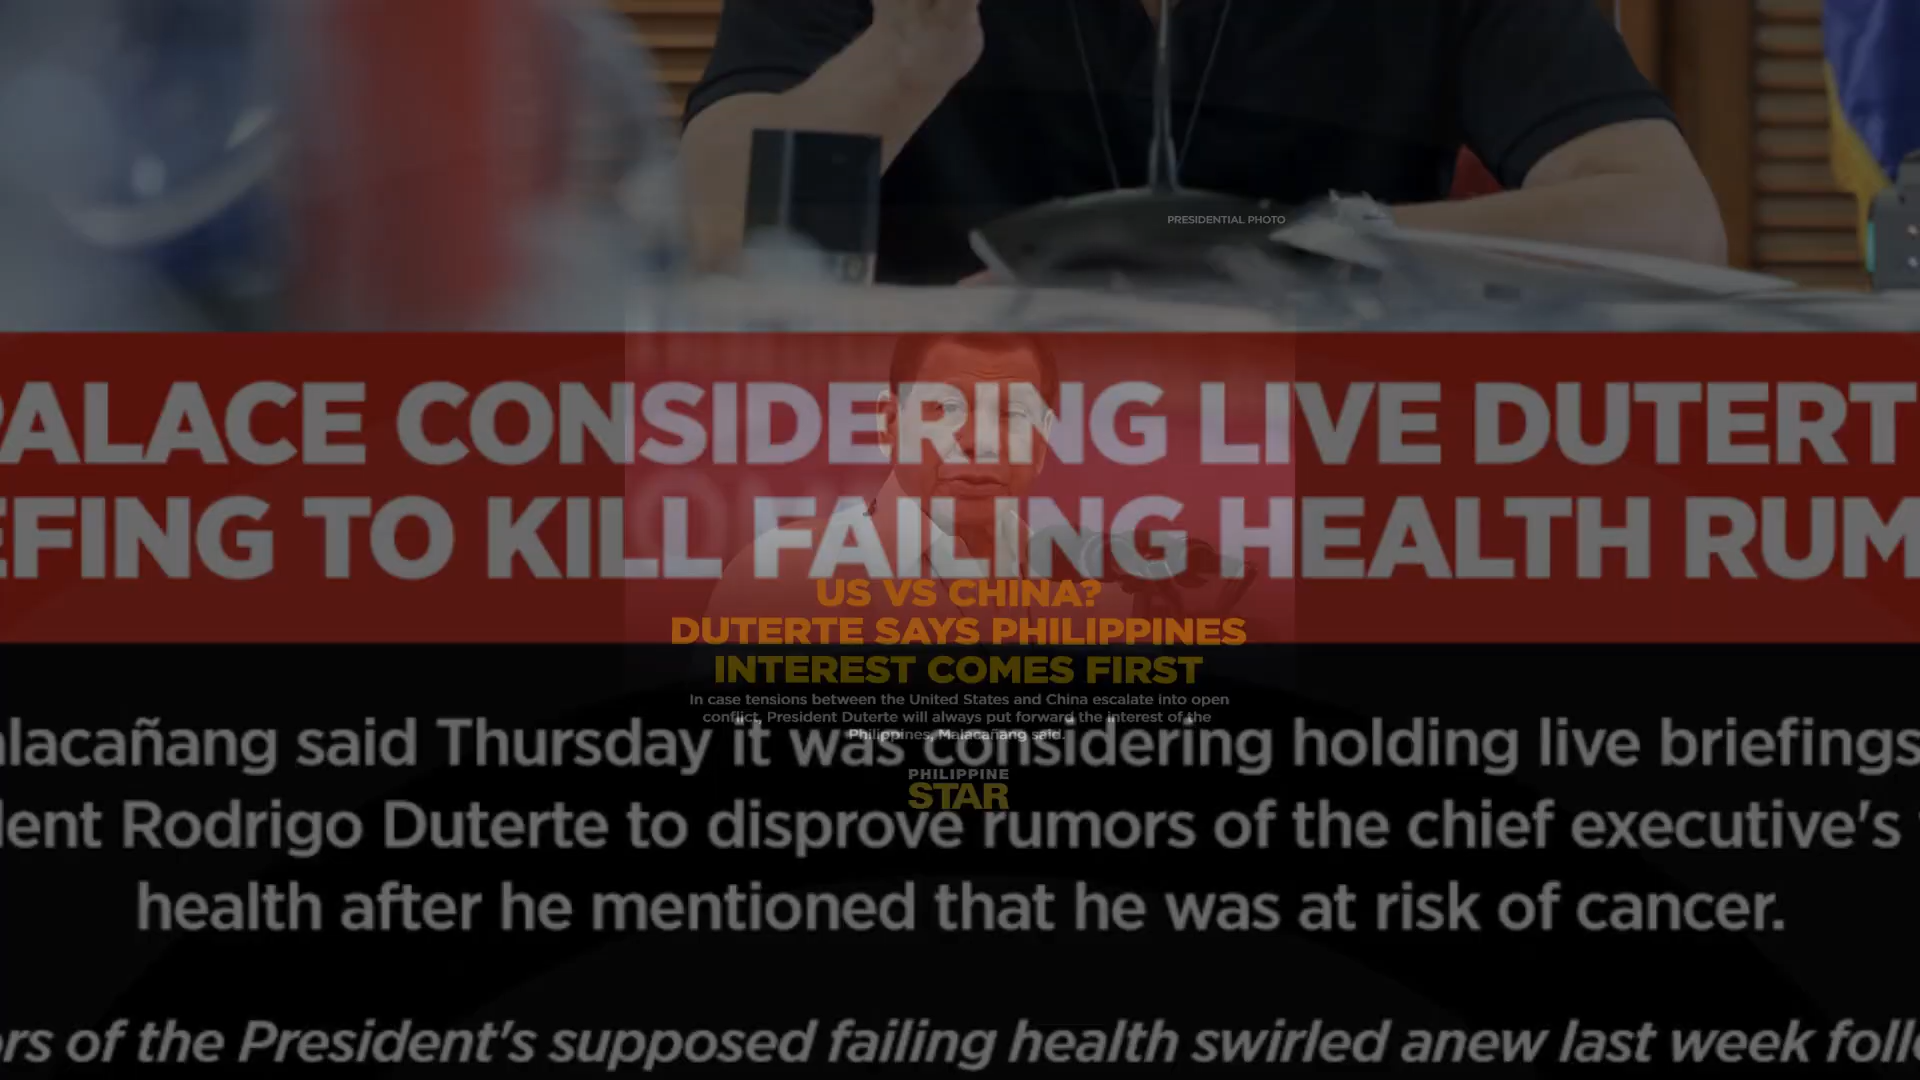 PRESIDENTIAL PHOTO
PALACE CONSIDERING LIVE DUTERT
EFING TO KILL FAILING HEALTH RUM
US VS CHINA?
DUTERTE SAYS PHILIPPINES
INTEREST COMES FIRST
In case tensions between the United States and China escalate into open
conflict, President Duterte will always put forward the interest of the
Philippines, Malacañang said.
alacañang said Thursday it was considering holding live briefings
PHILIPPINE
STAR
dent Rodrigo Duterte to disprove rumors of the chief executive's
health after he mentioned that he was at risk of cancer.
ors of the President's supposed failing health swirled anew last week foll